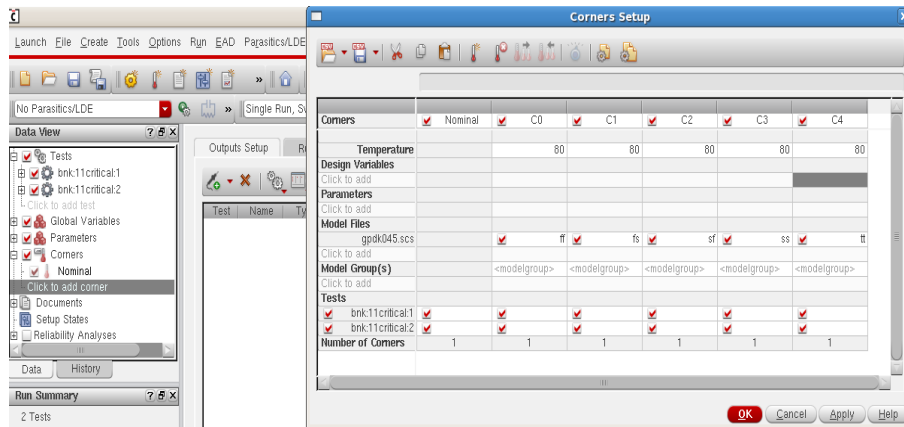 Corners Setup
Launch File Create Tools Options Run EAD Parasitics/LDE
No Parasitics/LDE
» Single Run, Sv
Data View
Tests
bnk:11critical:1
bnk:11critical:2
Click to add test
Global Variables
Parameters
Corners
Nominal
Click to add corner
Documents
Setup States
Reliability Analyses
Data History
Run Summary
2 Tests
Outputs Setup R
Test Name Ty
Corners Nominal C0 C1 C2 C3 C4
Temperature 80 80 80 80 80
Design Variables
Click to add
Parameters
Click to add
Model Files
gpdk045.scs ff fs sf ss tt
Click to add
Model Group(s) <modelgroup> <modelgroup> <modelgroup> <modelgroup> <modelgroup>
Click to add
Tests
bnk:11critical:1
bnk:11critical:2
Number of Corners 1 1 1 1 1 1
OK Cancel Apply Help